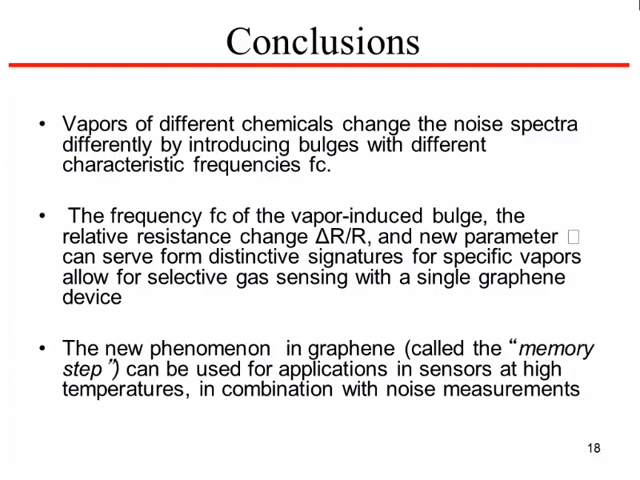 Conclusions
• Vapors of different chemicals change the noise spectra
differently by introducing bulges with different
characteristic frequencies fc.
• The frequency fc of the vapor-induced bulge, the
relative resistance change ΔR/R, and new parameter □
can serve form distinctive signatures for specific vapors
allow for selective gas sensing with a single graphene
device
• The new phenomenon in graphene (called the “memory
step”) can be used for applications in sensors at high
temperatures, in combination with noise measurements
18